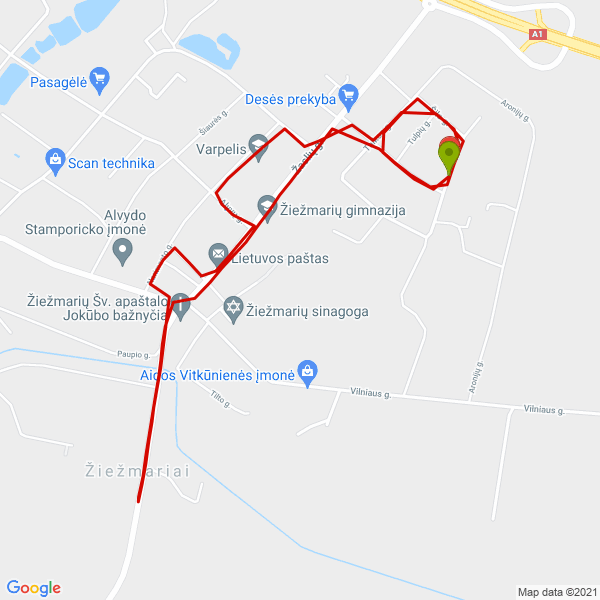 A1
Pasagėlė
Desės prekyba
Aronijų g.
Šiaurės g.
Tulpių g.
Varpelis
Scan technika
Žaslių g.
Žiežmarių gimnazija
Alvydo
Stamporicko įmonė
Lietuvos paštas
Žiežmarių Šv. apaštalo
Jokūbo bažnyčia
Žiežmarių sinagoga
Paupio g.
Aidos Vitkūnienės įmonė
Aronijų g.
Tilto g.
Vilniaus g.
Vilniaus g.
Žiežmariai
Google
Map data ©2021